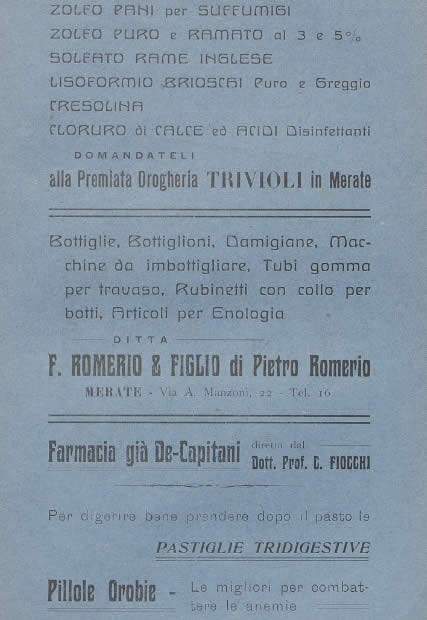 ZOLFO PANI per SUFFUMIGI
ZOLFO PURO e RAMATO al 3 e 5%
SOLFATO RAME INGLESE
LISOFORMIO BRIOSCHI Puro e Greggio
CRESOLINA
CLORURO di CALCE ed ACIDI Disinfettanti
DOMANDATELI
alla Premiata Drogheria TRIVIOLI in Merate
Bottiglie, Bottiglioni, Damigiane, Mac-
chine da imbottigliare, Tubi gomma
per travaso, Rubinetti con collo per
botti, Articoli per Enologia
DITTA
F. ROMERIO & FIGLIO di Pietro Romerio
MERATE - Via A. Manzoni, 22 - Tel. 16
Farmacia già De-Capitani diretta dal
Dott. Prof. C. FIOCCHI
Per digerire bene prendere dopo il pasto le
PASTIGLIE TRIDIGESTIVE
Pillole Orobie - Le migliori per combat-
tere le anemie